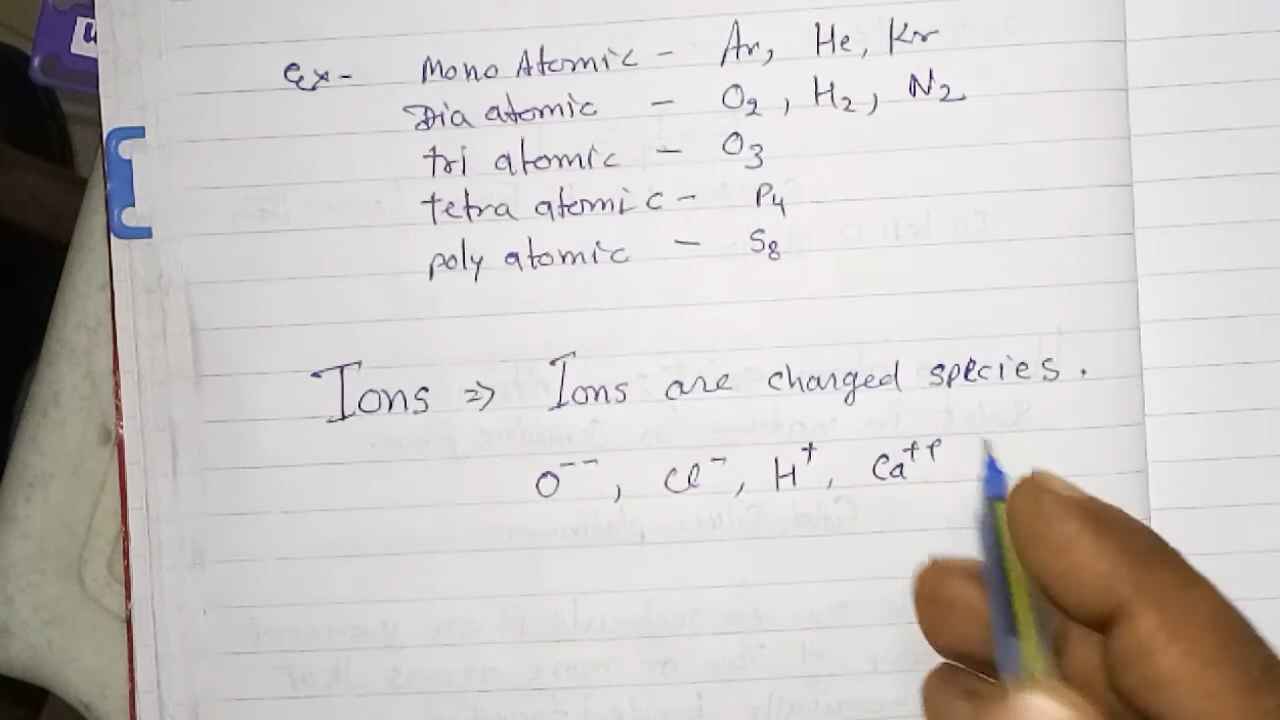 Ex- Mono Atomic - Ar, He, Kr
Dia atomic - O₂, H₂, N₂
tri atomic - O₃
tetra atomic - P₄
poly atomic - S₈
Ions => Ions are charged species.
O⁻⁻, Cl⁻, H⁺, Ca⁺⁺